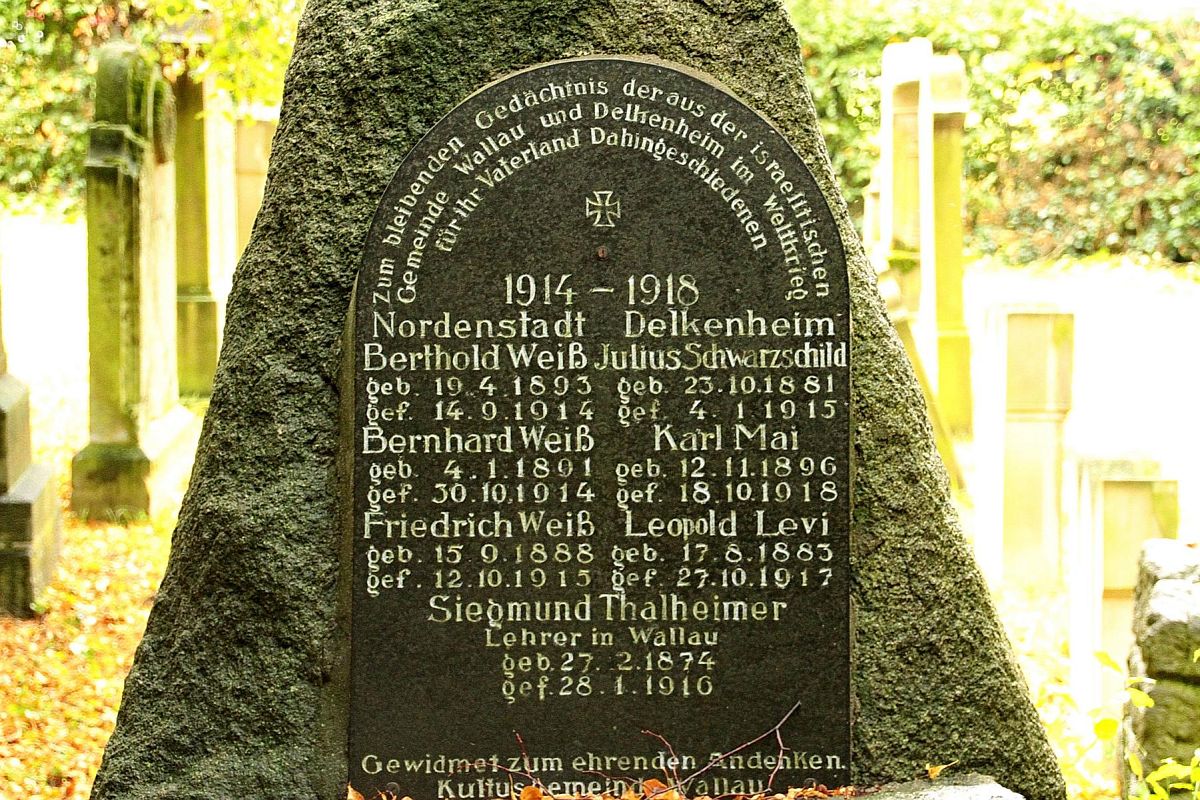 Zum bleibenden Gedächtnis der aus der israelitrischen
Gemeinde Wallau und Delkenheim im Weltkrieg
für ihr Vaterland Dahingeschiedenen
1914 – 1918
Nordenstadt Delkenheim
Berthold Weiß Julius Schwarzschild
geb. 19.4.1893 geb. 23.10.1881
gef. 14.9.1914 gef. 4.1.1915
Bernhard Weiß Karl Mai
geb. 4.1.1891 geb. 12.11.1896
gef. 30.10.1914 gef. 18.10.1918
Friedrich Weiß Leopold Levi
geb. 15.9.1888 geb. 17.8.1883
gef. 12.10.1915 gef. 27.10.1917
Siegmund Thalheimer
Lehrer in Wallau
geb. 27.2.1874
gef. 28.1.1916
Gewidmet zum ehrenden Andenken.
Kultusgemeind Wallau